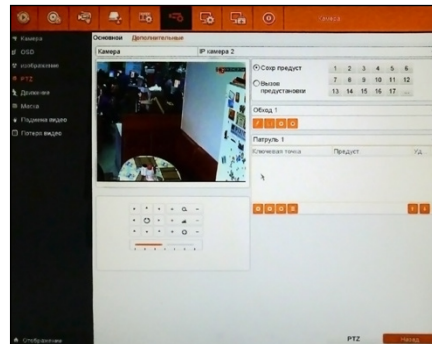 Камера
OSD
Изображение
PTZ
Движение
Маска
Подмена видео
Потеря видео
Отображение
Основной Дополнительные
Камера
IP камера 2
Сохр предуст
Вызов предустановки
1 2 3 4 5 6
7 8 9 10 11 12
13 14 15 16 17 ...
Обход 1
Патруль 1
Ключевая точка Предуст Уд...
PTZ
Назад